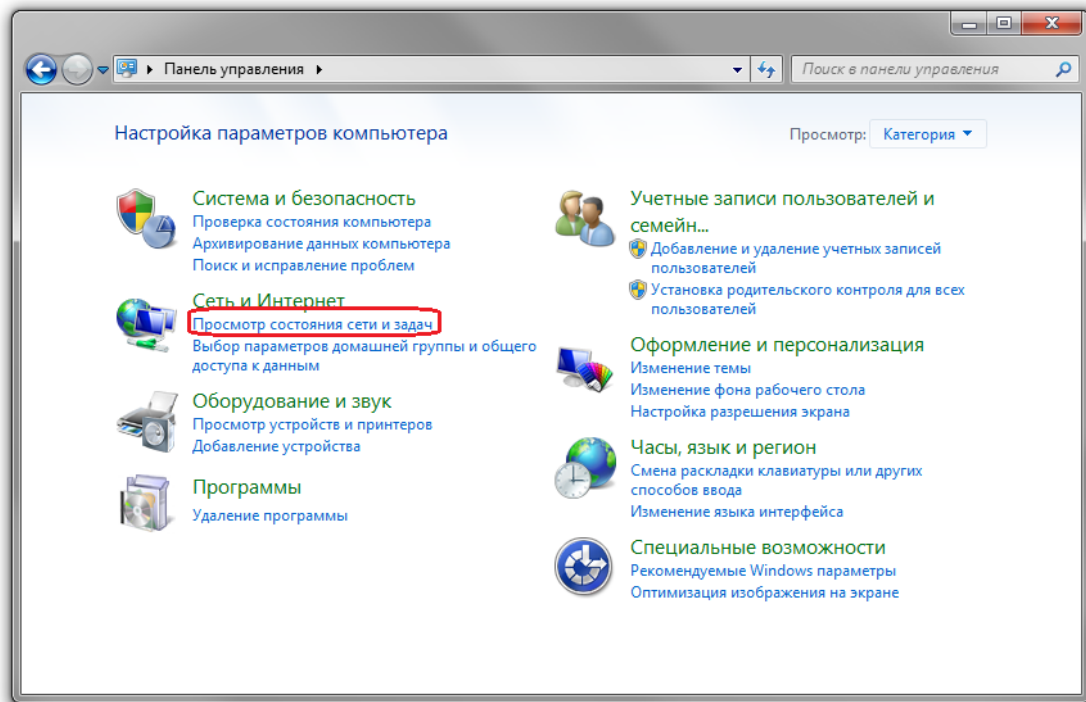 Панель управления
Поиск в панели управления
Настройка параметров компьютера
Просмотр: Категория
Система и безопасность
Проверка состояния компьютера
Архивирование данных компьютера
Поиск и исправление проблем
Сеть и Интернет
Просмотр состояния сети и задач
Выбор параметров домашней группы и общего
доступа к данным
Оборудование и звук
Просмотр устройств и принтеров
Добавление устройства
Программы
Удаление программы
Учетные записи пользователей и
семейн...
Добавление и удаление учетных записей
пользователей
Установка родительского контроля для всех
пользователей
Оформление и персонализация
Изменение темы
Изменение фона рабочего стола
Настройка разрешения экрана
Часы, язык и регион
Смена раскладки клавиатуры или других
способов ввода
Изменение языка интерфейса
Специальные возможности
Рекомендуемые Windows параметры
Оптимизация изображения на экране